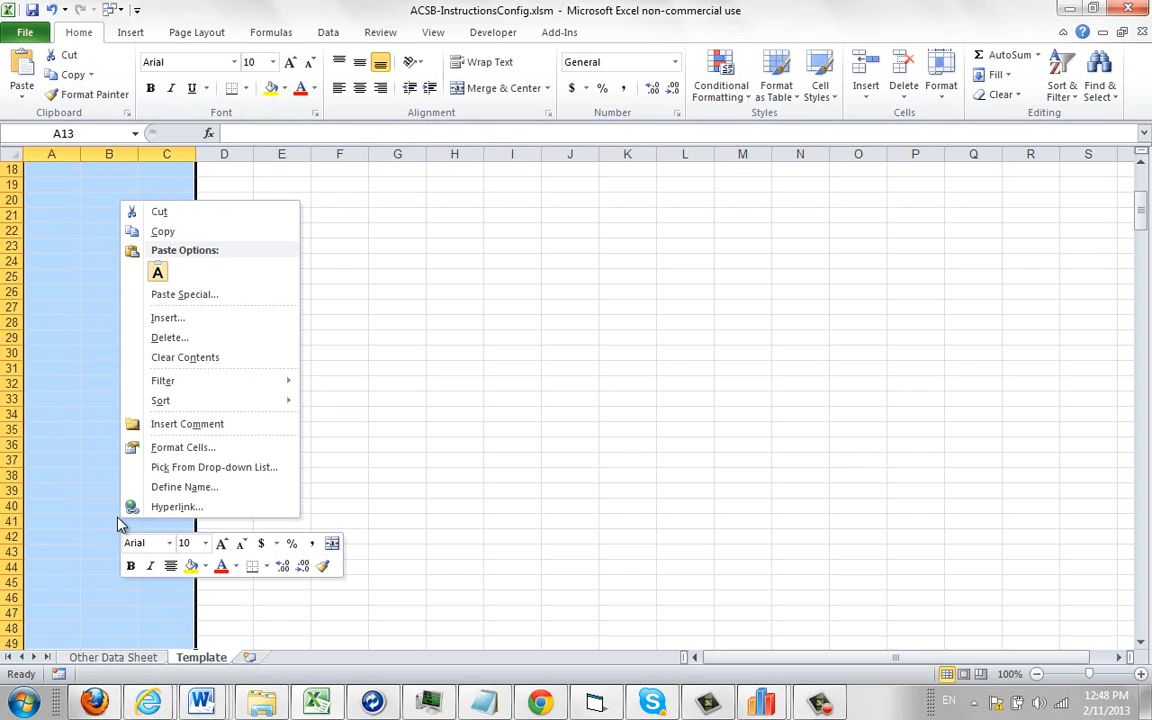 ACSB-InstructionsConfig.xlsm - Microsoft Excel non-commercial use
File Home Insert Page Layout Formulas Data Review View Developer Add-Ins
Paste
Cut
Copy
Format Painter
Clipboard
Arial 10
B I U
Font
Wrap Text
Merge & Center
Alignment
General
$ % ,
Number
Conditional Formatting
Format as Table
Cell Styles
Styles
Insert Delete Format
Cells
AutoSum
Fill
Clear
Sort & Filter
Find & Select
Editing
A13 fx
A B C D E F G H I J K L M N O P Q R S
18
19
20
21
22
23
24
25
26
27
28
29
30
31
32
33
34
35
36
37
38
39
40
41
42
43
44
45
46
47
48
49
Cut
Copy
Paste Options:
A
Paste Special...
Insert...
Delete...
Clear Contents
Filter
Sort
Insert Comment
Format Cells...
Pick From Drop-down List...
Define Name...
Hyperlink...
Arial 10 A A $ % ,
B I A
Other Data Sheet Template
Ready 100%
EN 12:48 PM
2/11/2013